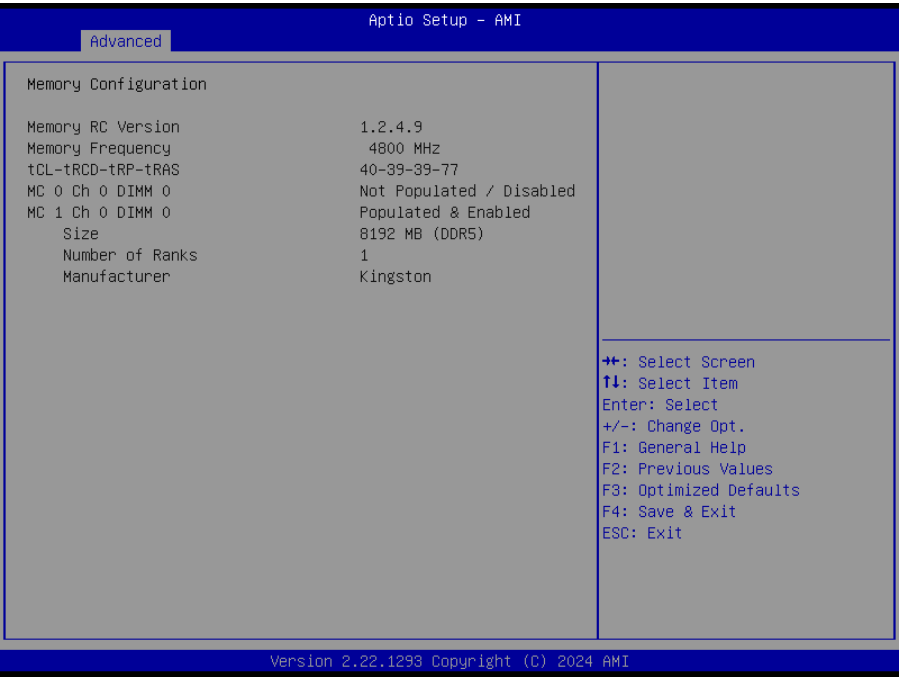 Aptio Setup – AMI
Advanced
Memory Configuration
Memory RC Version 1.2.4.9
Memory Frequency 4800 MHz
tCL-tRCD-tRP-tRAS 40-39-39-77
MC 0 Ch 0 DIMM 0 Not Populated / Disabled
MC 1 Ch 0 DIMM 0 Populated & Enabled
Size 8192 MB (DDR5)
Number of Ranks 1
Manufacturer Kingston
→←: Select Screen
↑↓: Select Item
Enter: Select
+/-: Change Opt.
F1: General Help
F2: Previous Values
F3: Optimized Defaults
F4: Save & Exit
ESC: Exit
Version 2.22.1293 Copyright (C) 2024 AMI